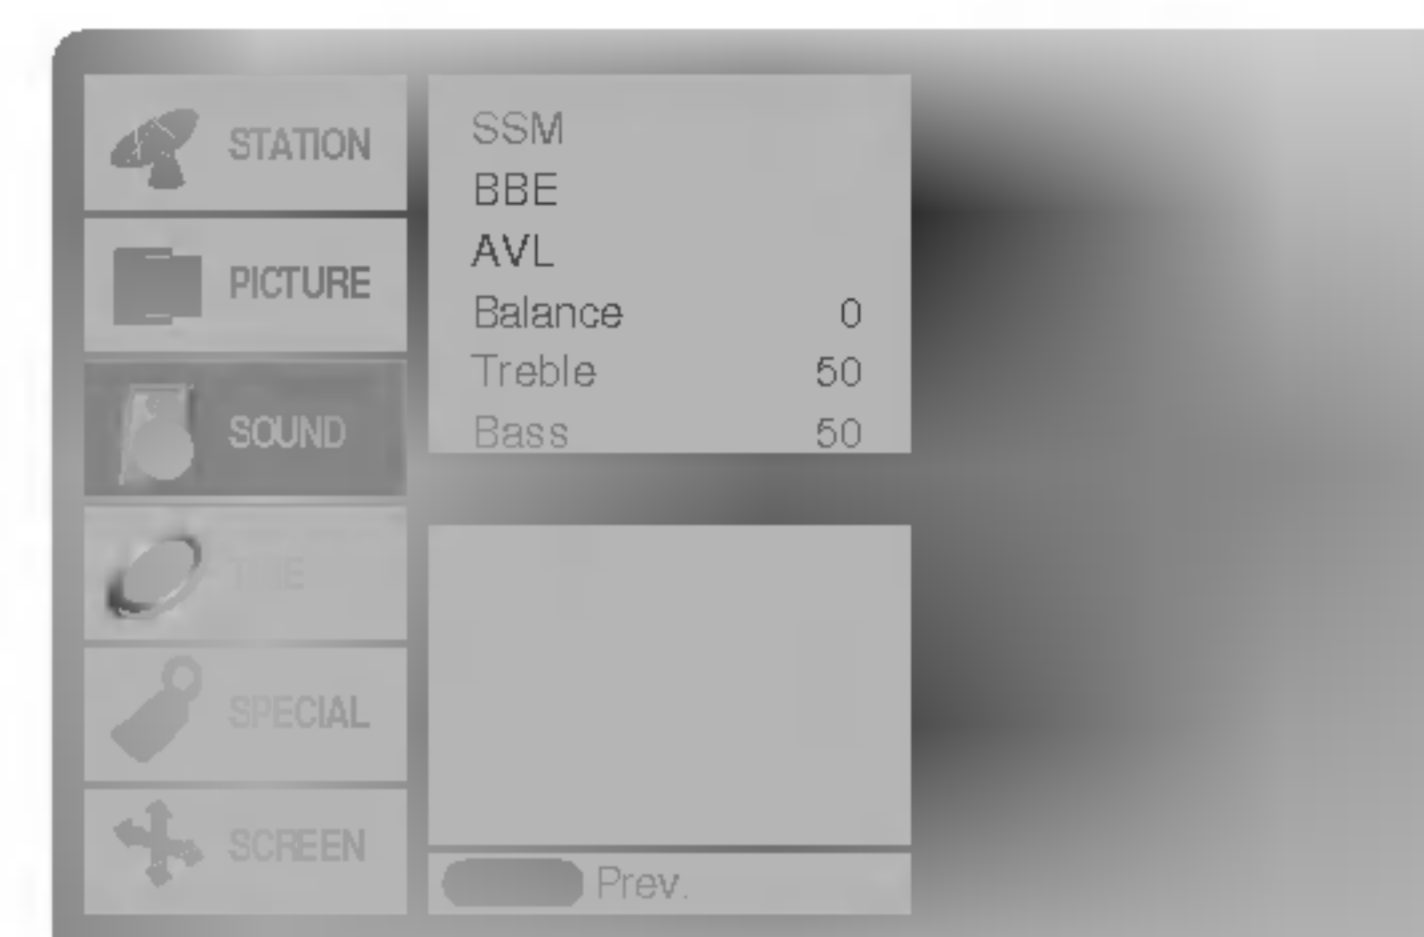 STATION
PICTURE
SOUND
SPECIAL
SCREEN
SSM
BBE
AVL
Balance 0
Treble 50
Bass 50
Prev.